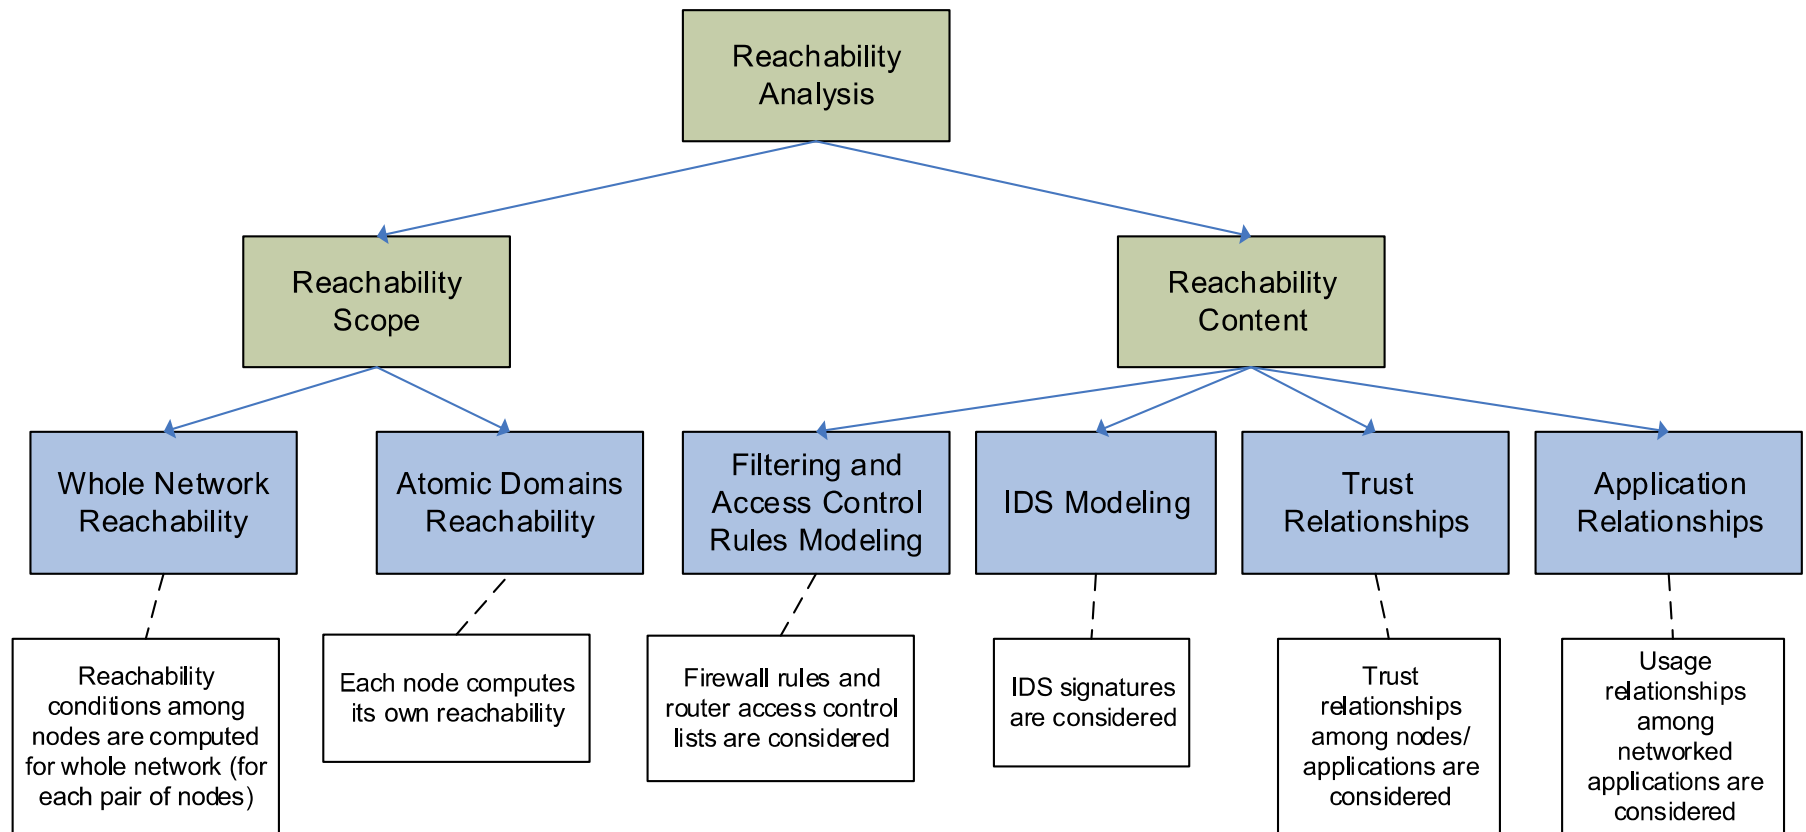 Reachability
Analysis
Reachability
Scope
Reachability
Content
Whole Network
Reachability
Atomic Domains
Reachability
Filtering and
Access Control
Rules Modeling
IDS Modeling
Trust
Relationships
Application
Relationships
Reachability
conditions among
nodes are computed
for whole network (for
each pair of nodes)
Each node computes
its own reachability
Firewall rules and
router access control
lists are considered
IDS signatures
are considered
Trust
relationships
among nodes/
applications are
considered
Usage
relationships
among
networked
applications are
considered